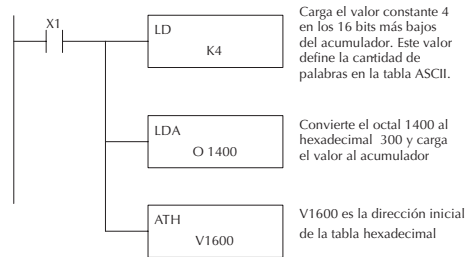 X1
LD
K4
Carga el valor constante 4
en los 16 bits más bajos
del acumulador. Este valor
define la cantidad de
palabras en la tabla ASCII.
LDA
O 1400
Convierte el octal 1400 al
hexadecimal 300 y carga
el valor al acumulador
ATH
V1600
V1600 es la dirección inicial
de la tabla hexadecimal